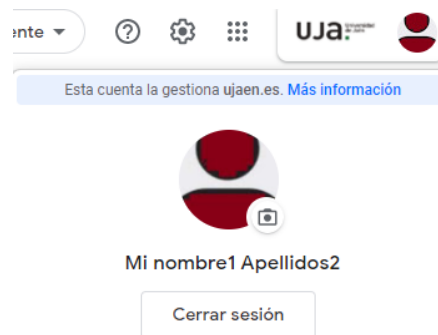 ente
UJa:
Esta cuenta la gestiona ujaen.es. Más información
Mi nombre1 Apellidos2
Cerrar sesión